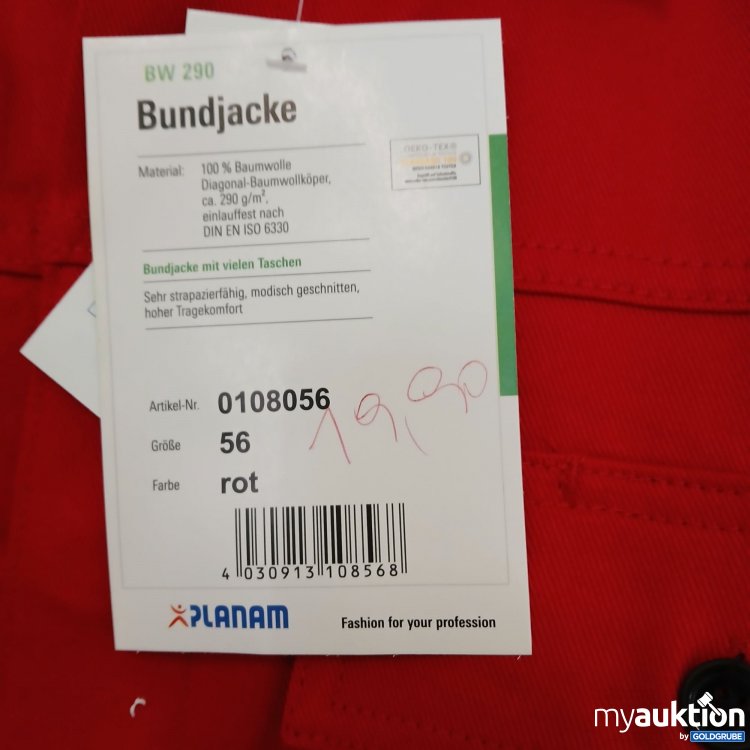 BW 290
Bundjacke
Material: 100 % Baumwolle
Diagonal-Baumwollköper,
ca. 290 g/m²,
einlauffest nach
DIN EN ISO 6330
OEKO-TEX®
Bundjacke mit vielen Taschen
Sehr strapazierfähig, modisch geschnitten,
hoher Tragekomfort
Artikel-Nr. 0108056
19,90
Größe 56
Farbe rot
4 030913 108568
PLANAM
Fashion for your profession
myauktion
by GOLDGRUBE